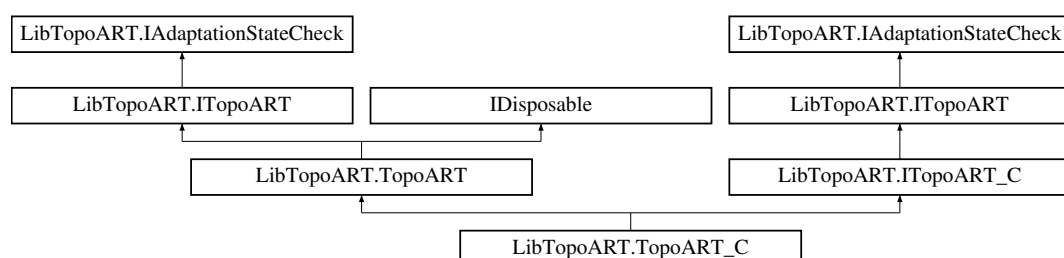 LibTopoART.IAdaptationStateCheck
LibTopoART.IAdaptationStateCheck
LibTopoART.ITopoART
IDisposable
LibTopoART.ITopoART
LibTopoART.TopoART
LibTopoART.ITopoART_C
LibTopoART.TopoART_C